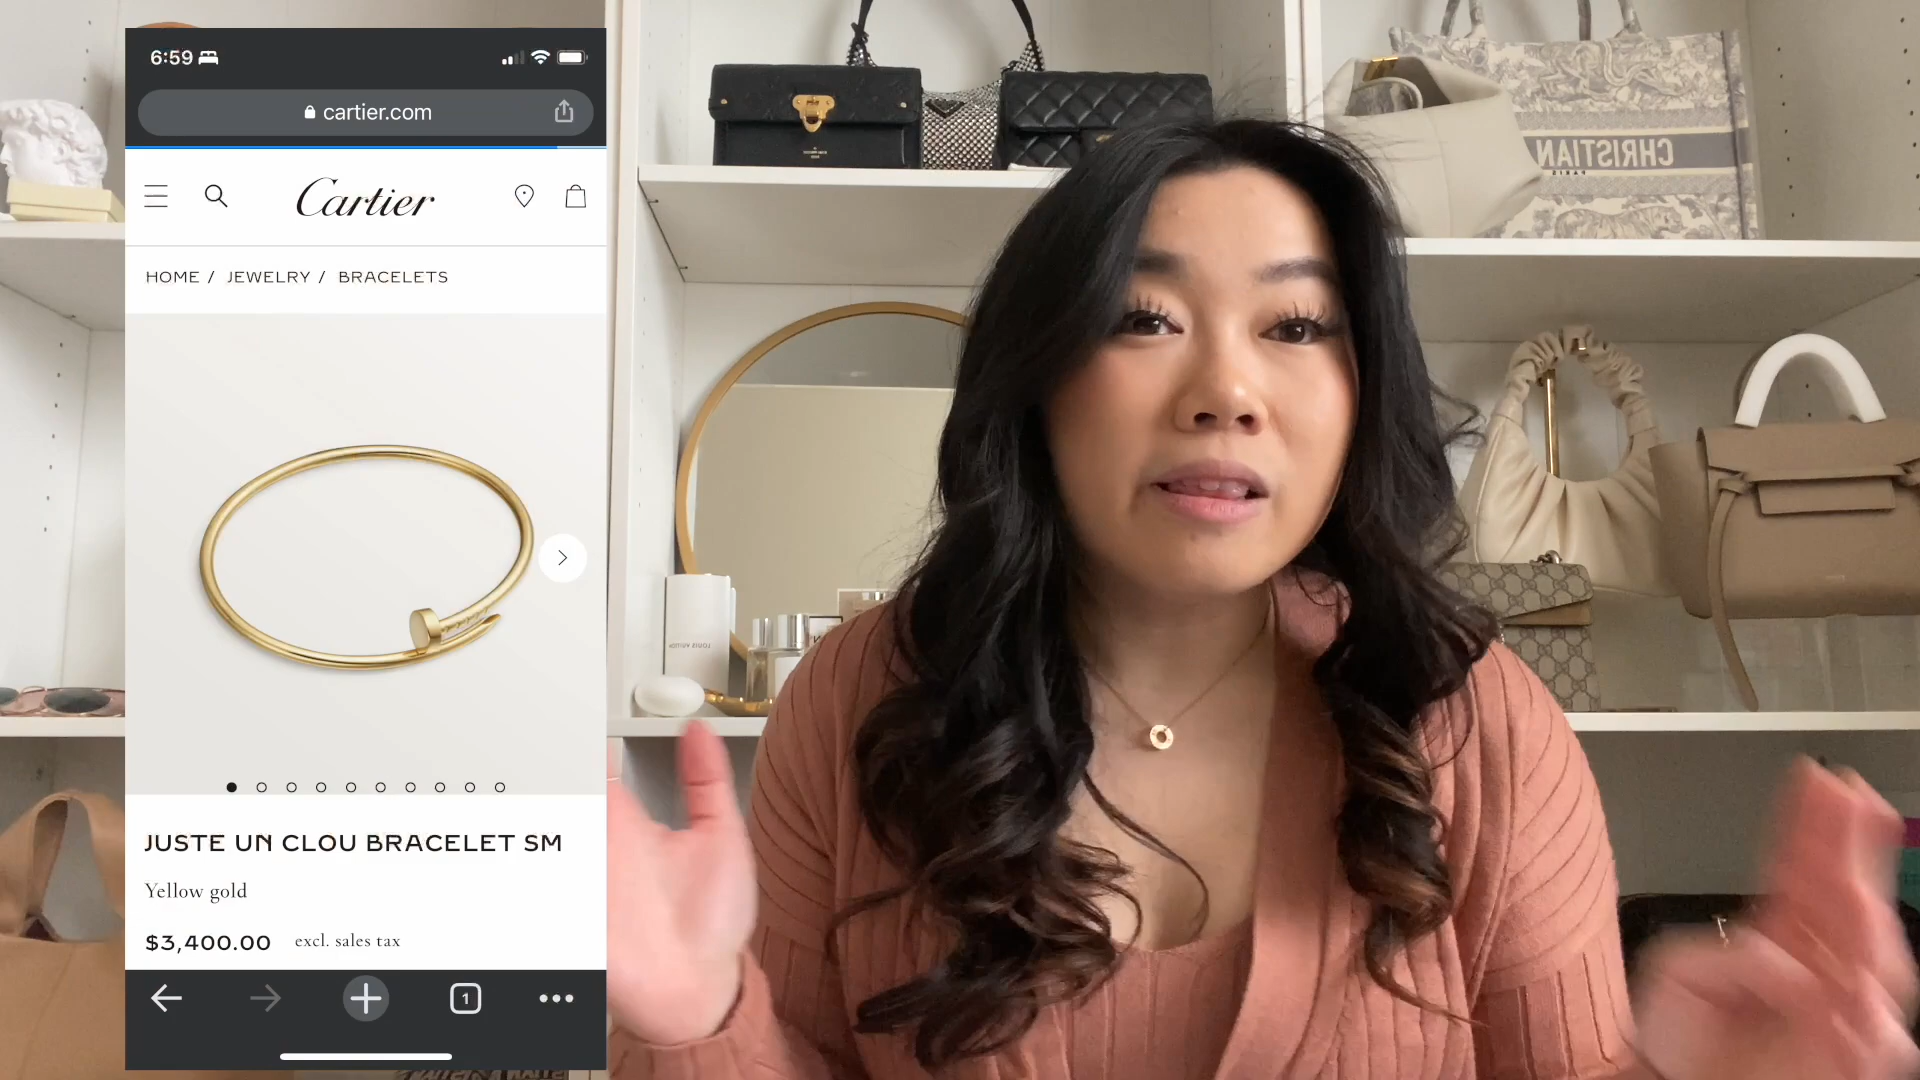 6:59
cartier.com
Cartier
HOME / JEWELRY / BRACELETS
JUSTE UN CLOU BRACELET SM
Yellow gold
$3,400.00 excl. sales tax
1
CHRISTIAN
PARIS